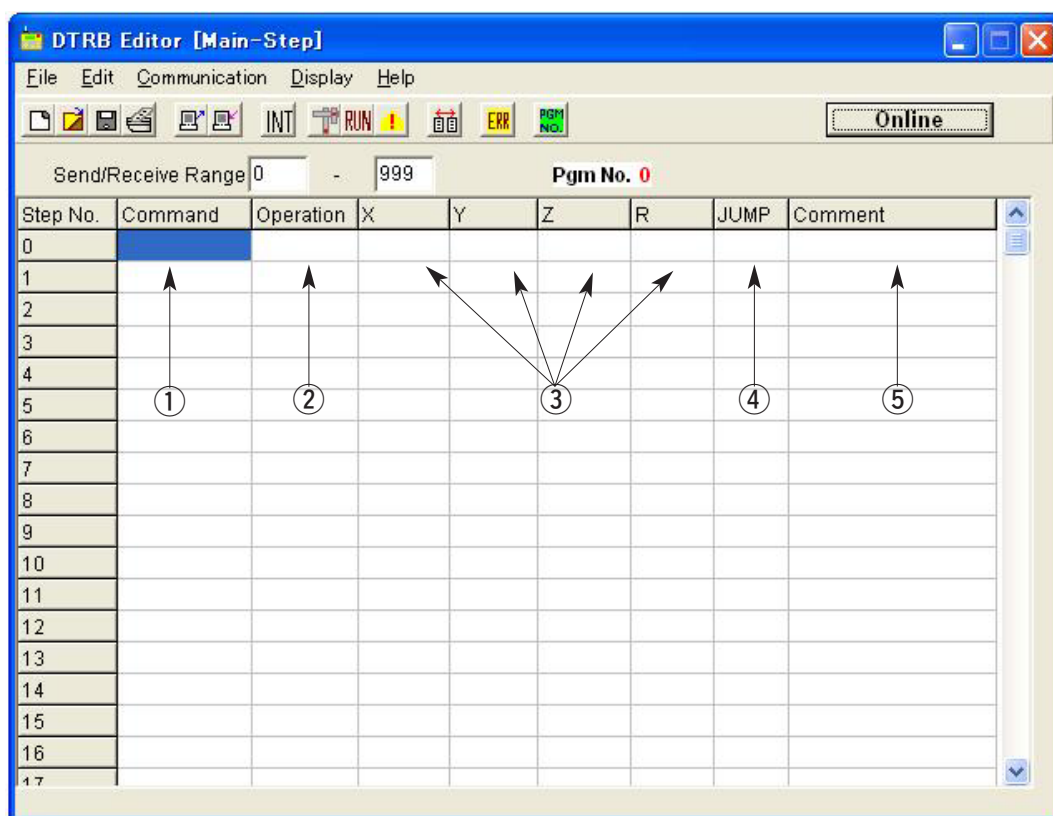 DTRB Editor [Main-Step]
File Edit Communication Display Help
INT RUN ! ERR PGM NO. Online
Send/Receive Range 0 - 999 Pgm No. 0
Step No. Command Operation X Y Z R JUMP Comment
0
1
2
3
4
5 ① ② ③ ④ ⑤
6
7
8
9
10
11
12
13
14
15
16
17